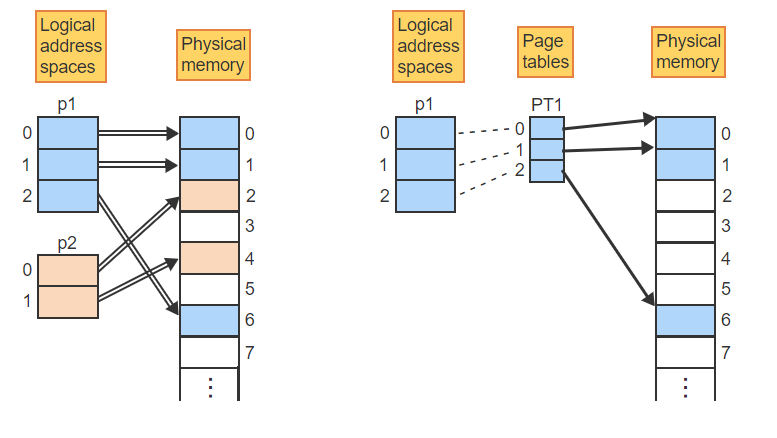 Logical
address
spaces
Physical
memory
p1
0
1
2
p2
0
1
0
1
2
3
4
5
6
7
⋮
Logical
address
spaces
Page
tables
Physical
memory
p1
0
1
2
PT1
0
1
2
0
1
2
3
4
5
6
7
⋮